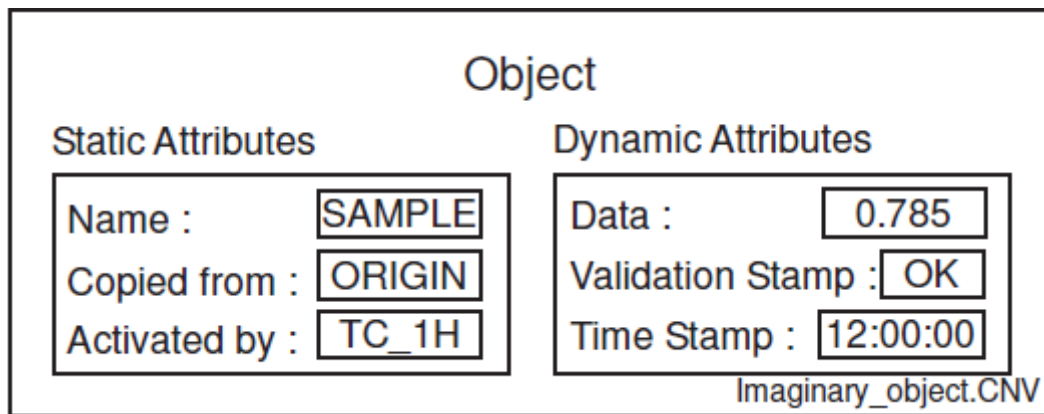 Object
Static Attributes
Name : SAMPLE
Copied from : ORIGIN
Activated by : TC_1H
Dynamic Attributes
Data : 0.785
Validation Stamp : OK
Time Stamp : 12:00:00
Imaginary_object.CNV